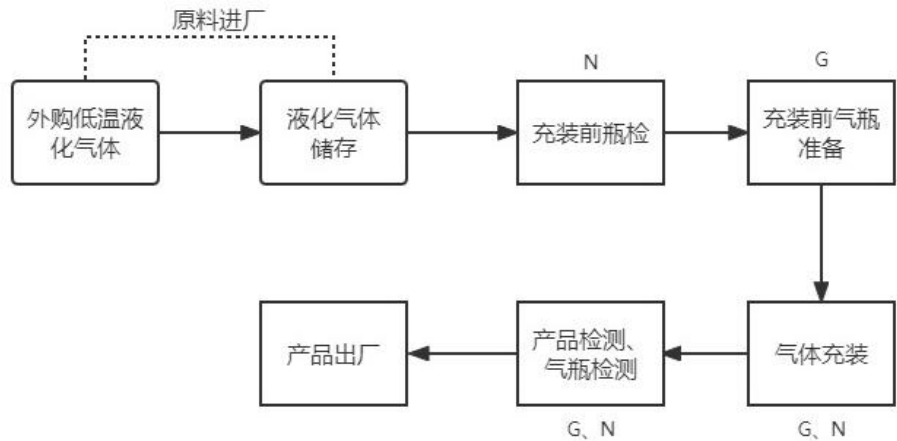 原料进厂
N
G
外购低温液
化气体
液化气体
储存
充装前瓶检
充装前气瓶
准备
产品出厂
产品检测、
气瓶检测
气体充装
G、N
G、N